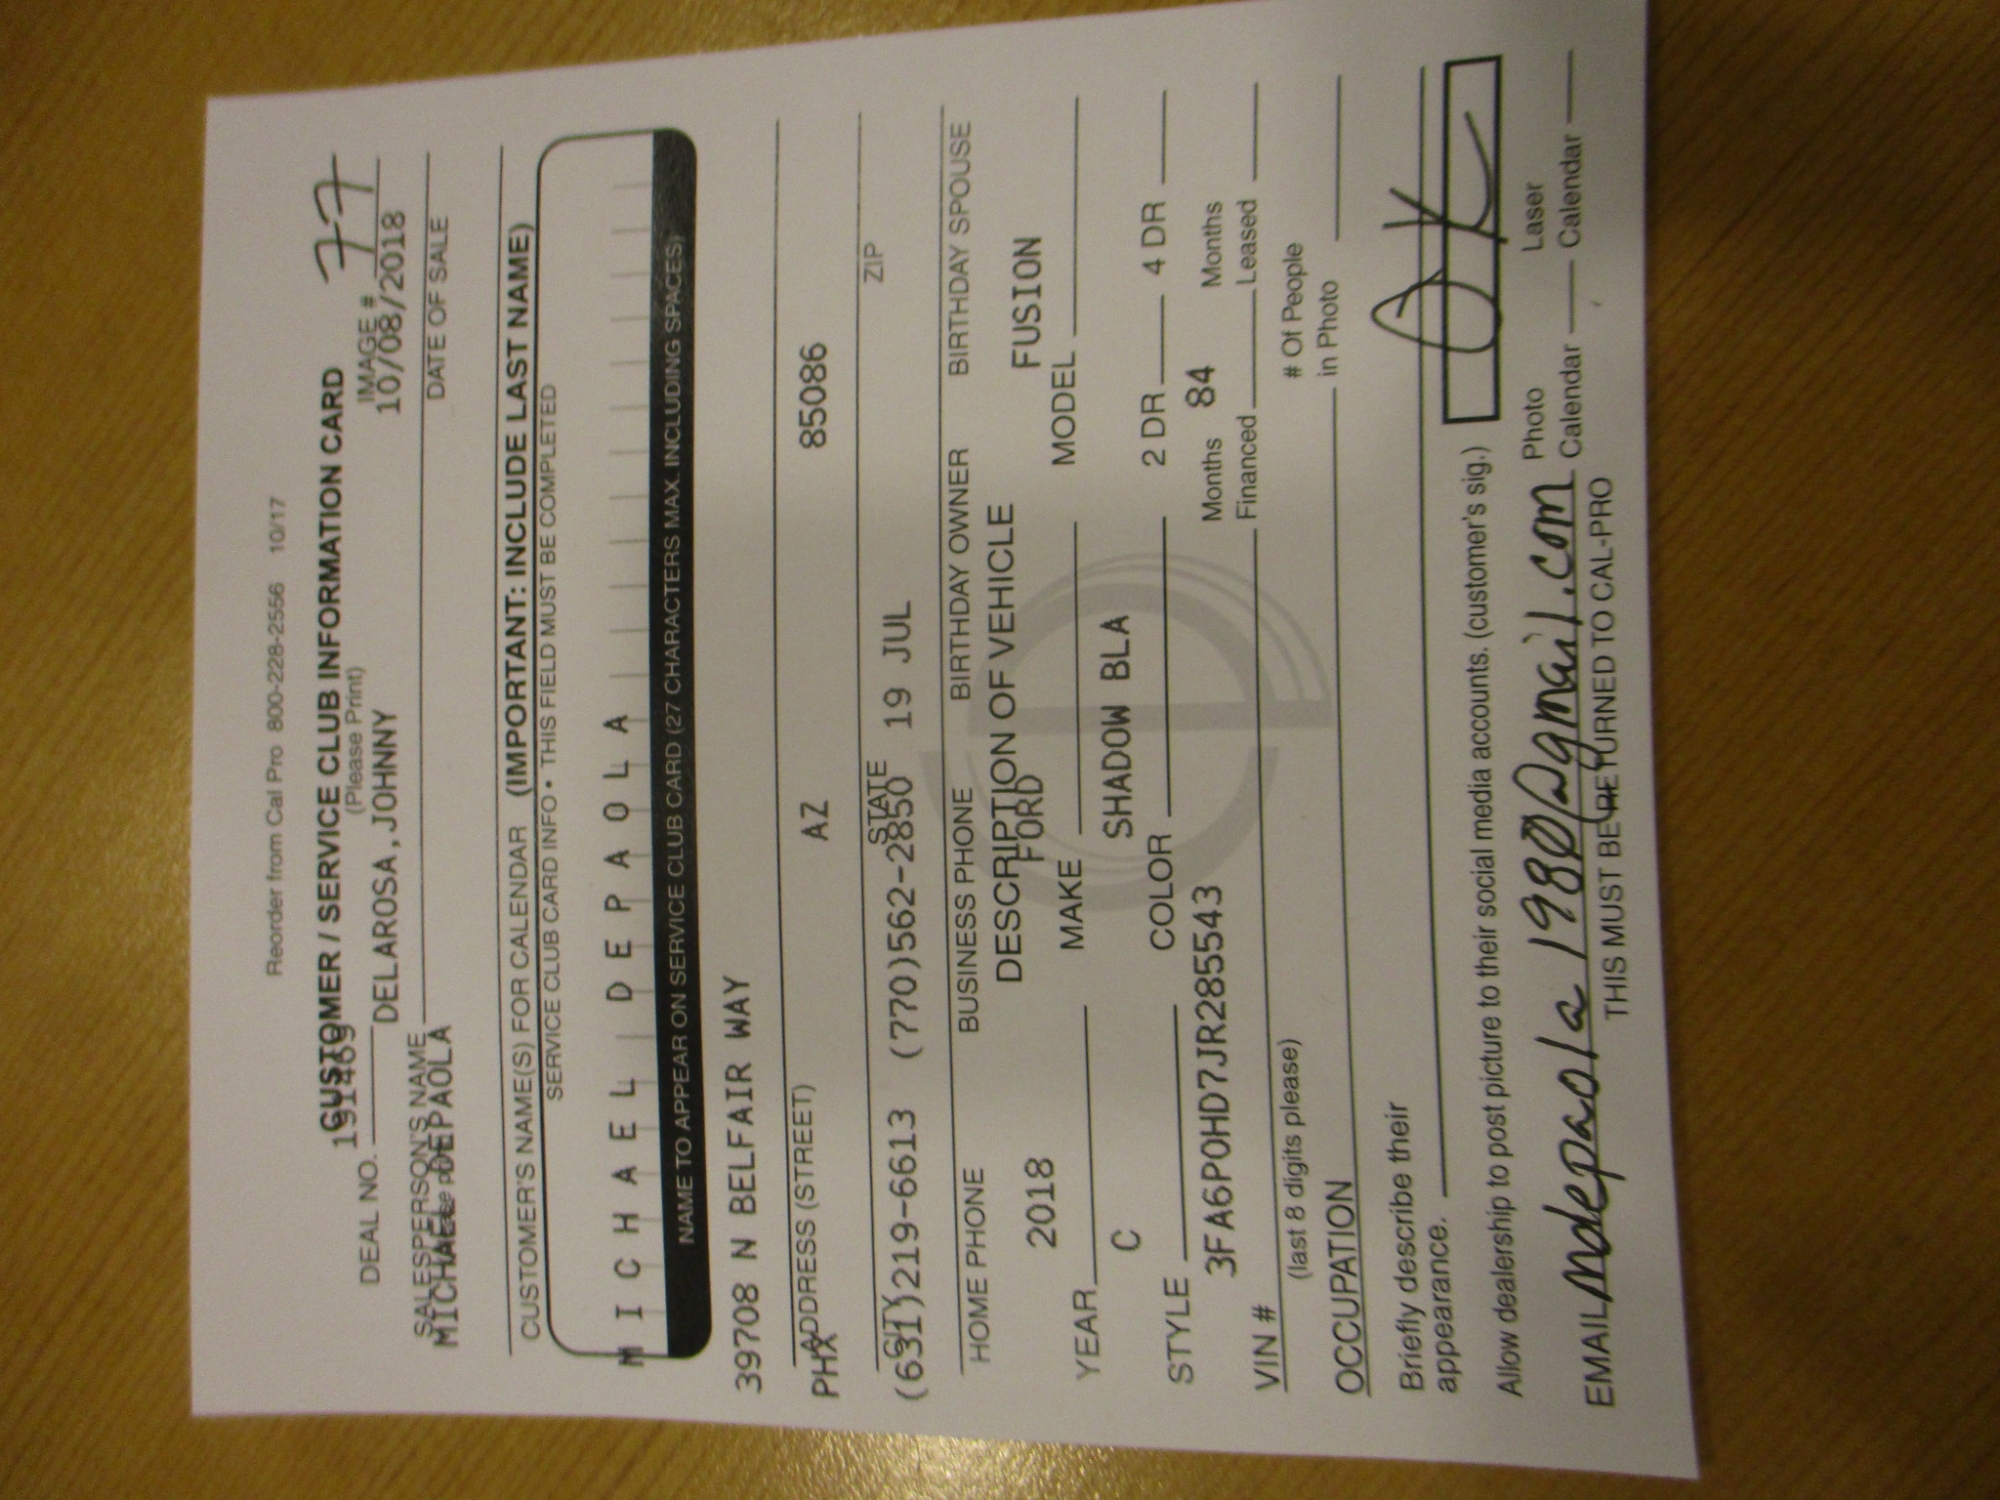 Reorder from Cal Pro 800-228-2556 10/17
CUSTOMER / SERVICE CLUB INFORMATION CARD
(Please Print)
DEAL NO. 191469 IMAGE # 77
DELAROSA,JOHNNY 10/08/2018
SALESPERSON'S NAME DATE OF SALE
MICHAEL DEPAOLA
CUSTOMER'S NAME(S) FOR CALENDAR (IMPORTANT: INCLUDE LAST NAME)
SERVICE CLUB CARD INFO • THIS FIELD MUST BE COMPLETED
MICHAEL DEPAOLA
NAME TO APPEAR ON SERVICE CLUB CARD (27 CHARACTERS MAX. INCLUDING SPACES)
39708 N BELFAIR WAY
ADDRESS (STREET)
PHX AZ 85086
CITY STATE ZIP
(631)219-6613 (770)562-2850 19 JUL
HOME PHONE BUSINESS PHONE BIRTHDAY OWNER BIRTHDAY SPOUSE
DESCRIPTION OF VEHICLE
2018 FORD FUSION
YEAR MAKE MODEL
C SHADOW BLA
STYLE COLOR 2 DR 4 DR
3FA6P0HD7JR285543 Months 84 Months
VIN # Financed Leased
(last 8 digits please) # Of People
OCCUPATION in Photo
Briefly describe their
appearance.
Allow dealership to post picture to their social media accounts. (customer's sig.) OK
Photo Laser
EMAIL mdepaola1980@gmail.com Calendar Calendar
THIS MUST BE RETURNED TO CAL-PRO